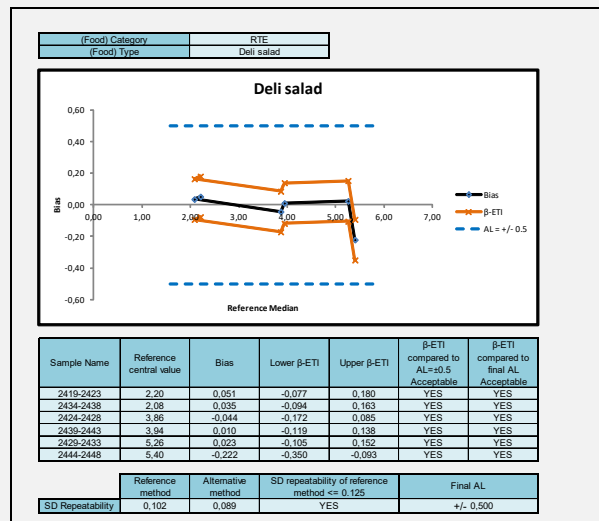 (Food) Category RTE
(Food) Type Deli salad
Deli salad
0,60
0,40
0,20
0,00
-0,20
-0,40
-0,60
0,00 1,00 2,00 3,00 4,00 5,00 6,00 7,00
Bias
Reference Median
Bias
β-ETI
AL = +/- 0.5
Sample Name Reference central value Bias Lower β-ETI Upper β-ETI β-ETI compared to AL=±0.5 Acceptable β-ETI compared to final AL Acceptable
2419-2423 2,20 0,051 -0,077 0,180 YES YES
2434-2438 2,08 0,035 -0,094 0,163 YES YES
2424-2428 3,86 -0,044 -0,172 0,085 YES YES
2439-2443 3,94 0,010 -0,119 0,138 YES YES
2429-2433 5,26 0,023 -0,105 0,152 YES YES
2444-2448 5,40 -0,222 -0,350 -0,093 YES YES
Reference method Alternative method SD repeatability of reference method <= 0.125 Final AL
SD Repeatability 0,102 0,089 YES +/- 0,500